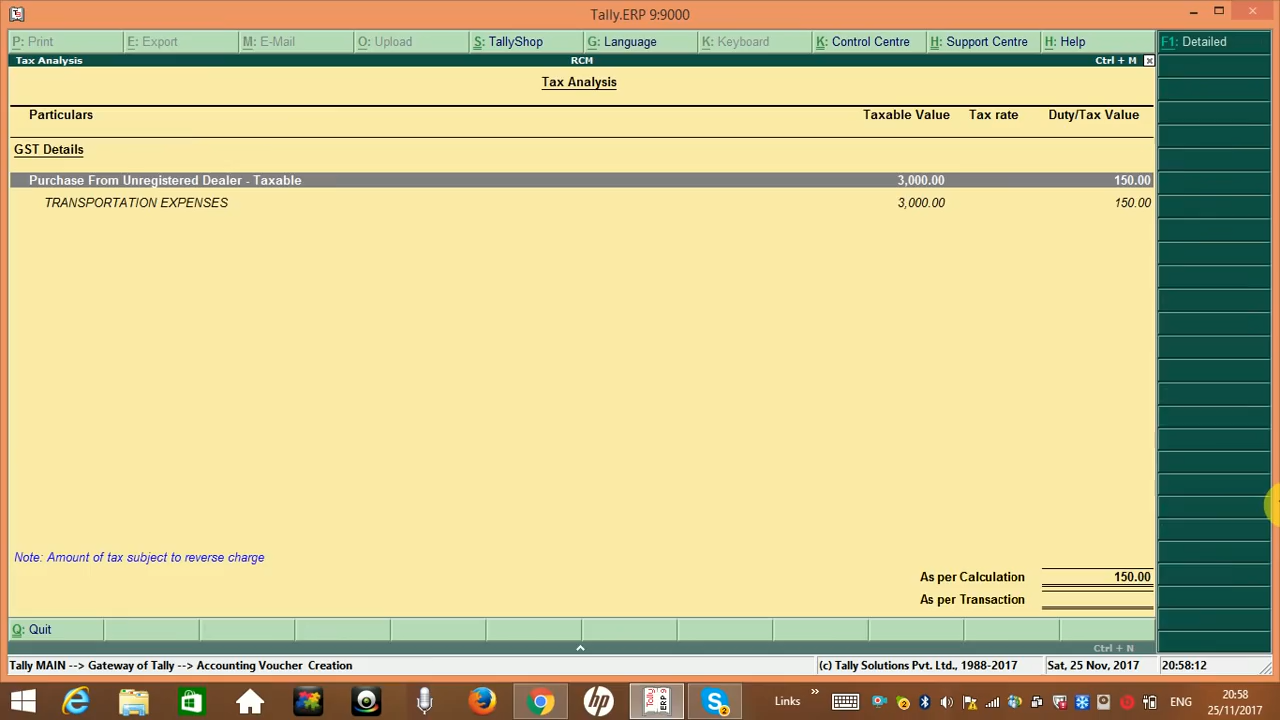 Tally.ERP 9:9000
P: Print E: Export M: E-Mail O: Upload S: TallyShop G: Language K: Keyboard K: Control Centre H: Support Centre H: Help F1: Detailed
Tax Analysis RCM Ctrl + M
Tax Analysis
Particulars Taxable Value Tax rate Duty/Tax Value
GST Details
Purchase From Unregistered Dealer - Taxable 3,000.00 150.00
TRANSPORTATION EXPENSES 3,000.00 150.00
Note: Amount of tax subject to reverse charge
As per Calculation 150.00
As per Transaction
Q: Quit
Ctrl + N
Tally MAIN --> Gateway of Tally --> Accounting Voucher Creation (c) Tally Solutions Pvt. Ltd., 1988-2017 Sat, 25 Nov, 2017 20:58:12
Links » ENG 20:58
25/11/2017